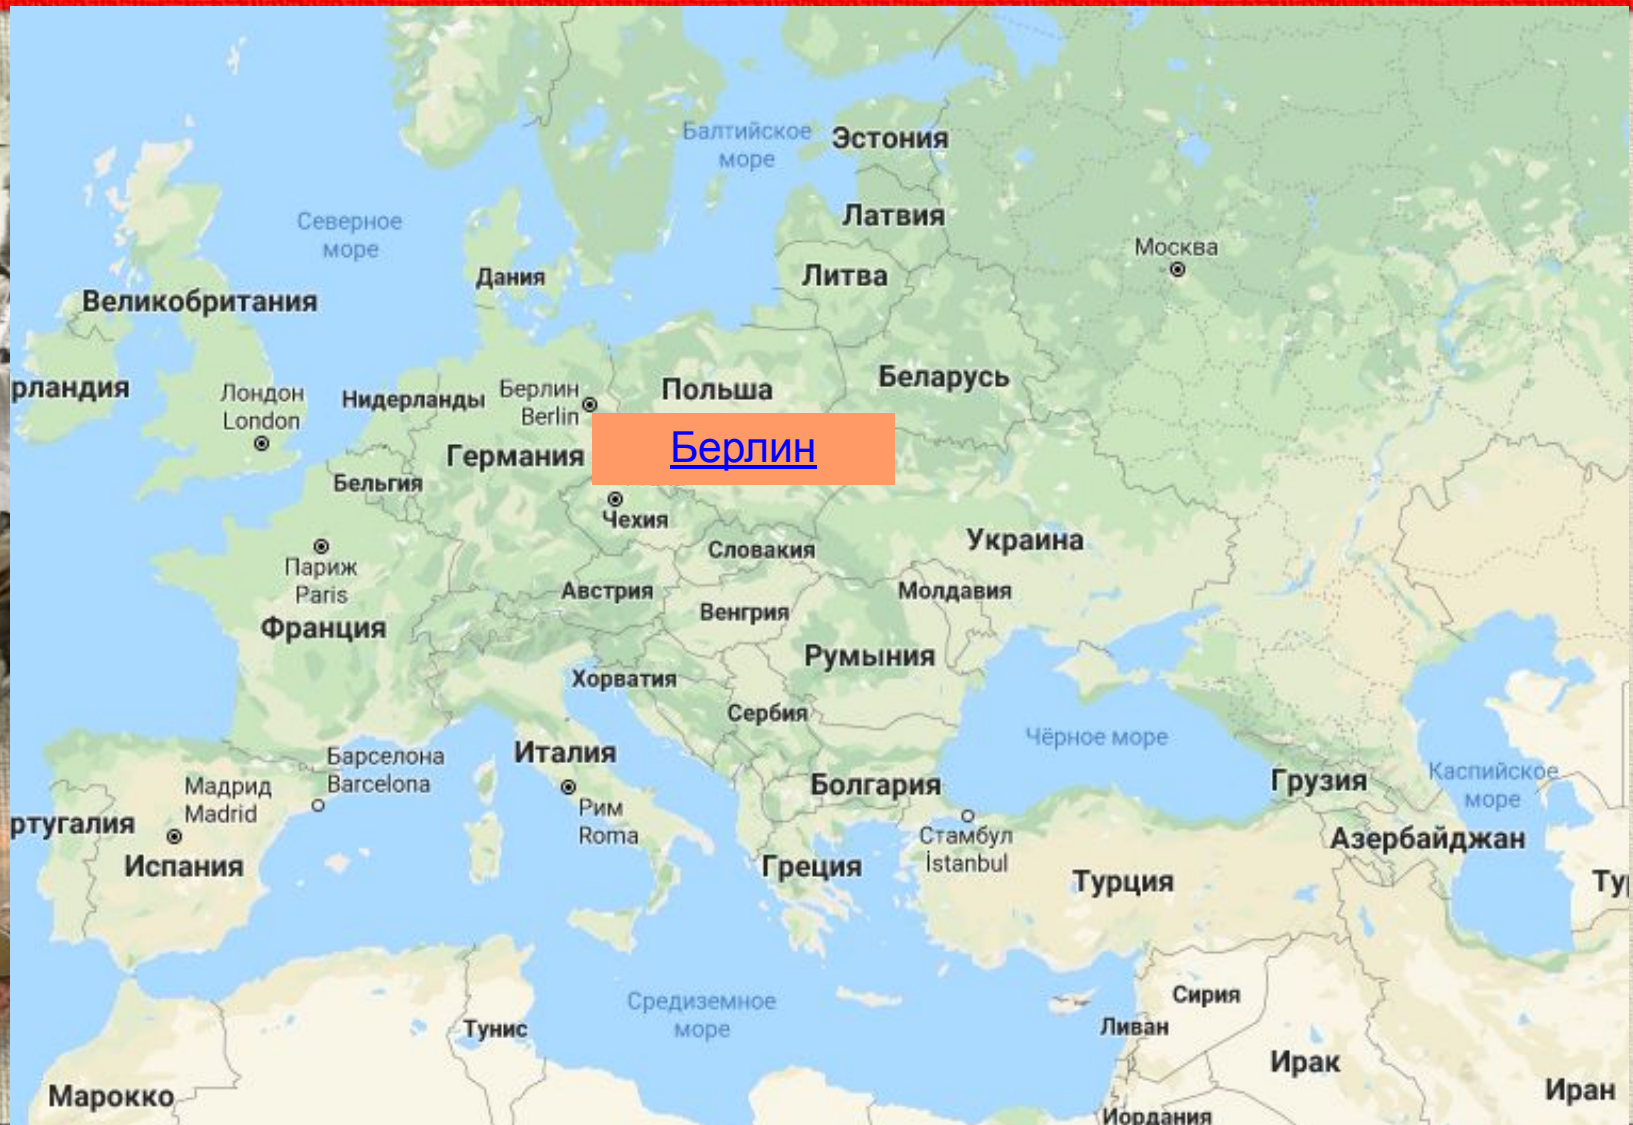 Балтийское
море
Эстония
Латвия
Северное
море
Москва
Дания
Литва
Великобритания
Беларусь
рландия
Лондон
London
Нидерланды
Берлин
Berlin
Польша
Германия
Берлин
Бельгия
Чехия
Словакия
Украина
Париж
Paris
Австрия
Венгрия
Молдавия
Франция
Румыния
Хорватия
Сербия
Чёрное море
Барселона
Barcelona
Италия
Мадрид
Madrid
Болгария
Грузия
Каспийское
море
Рим
Roma
ртугалия
Испания
Стамбул
İstanbul
Азербайджан
Греция
Турция
Ту
Средиземное
море
Сирия
Тунис
Ливан
Ирак
Иран
Марокко
Иордания